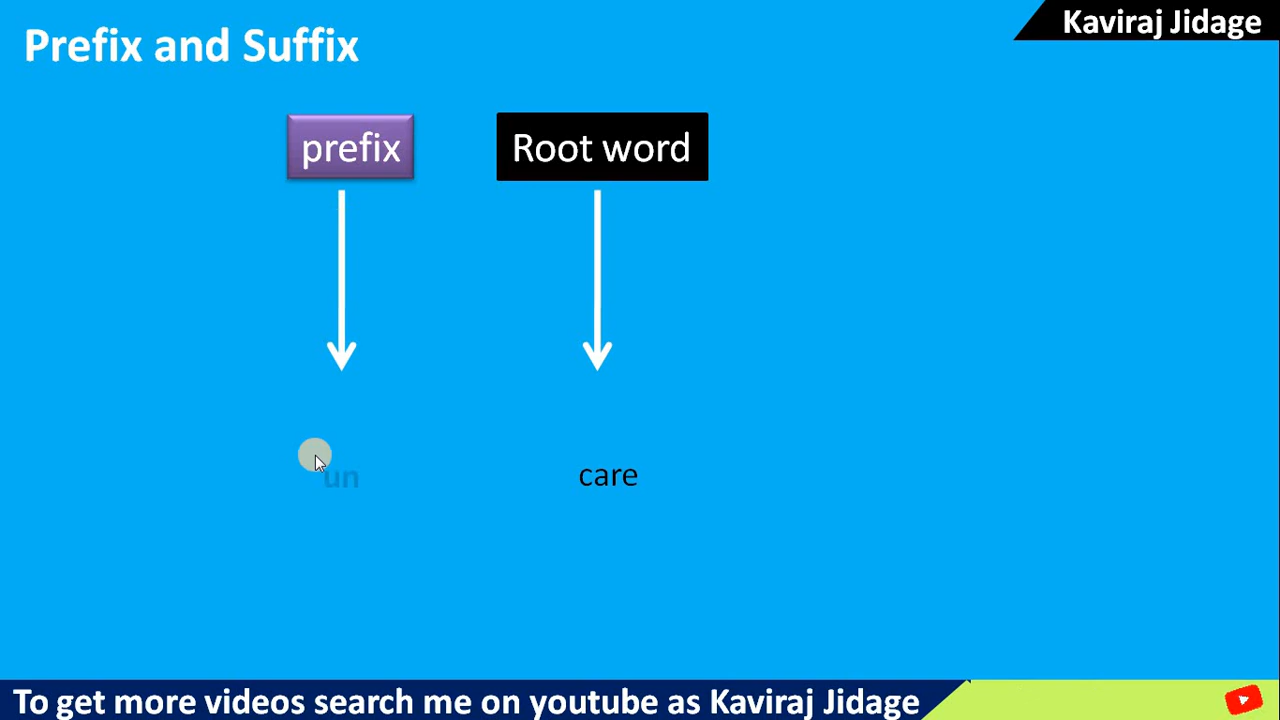 Kaviraj Jidage
Prefix and Suffix
prefix Root word
un care
To get more videos search me on youtube as Kaviraj Jidage